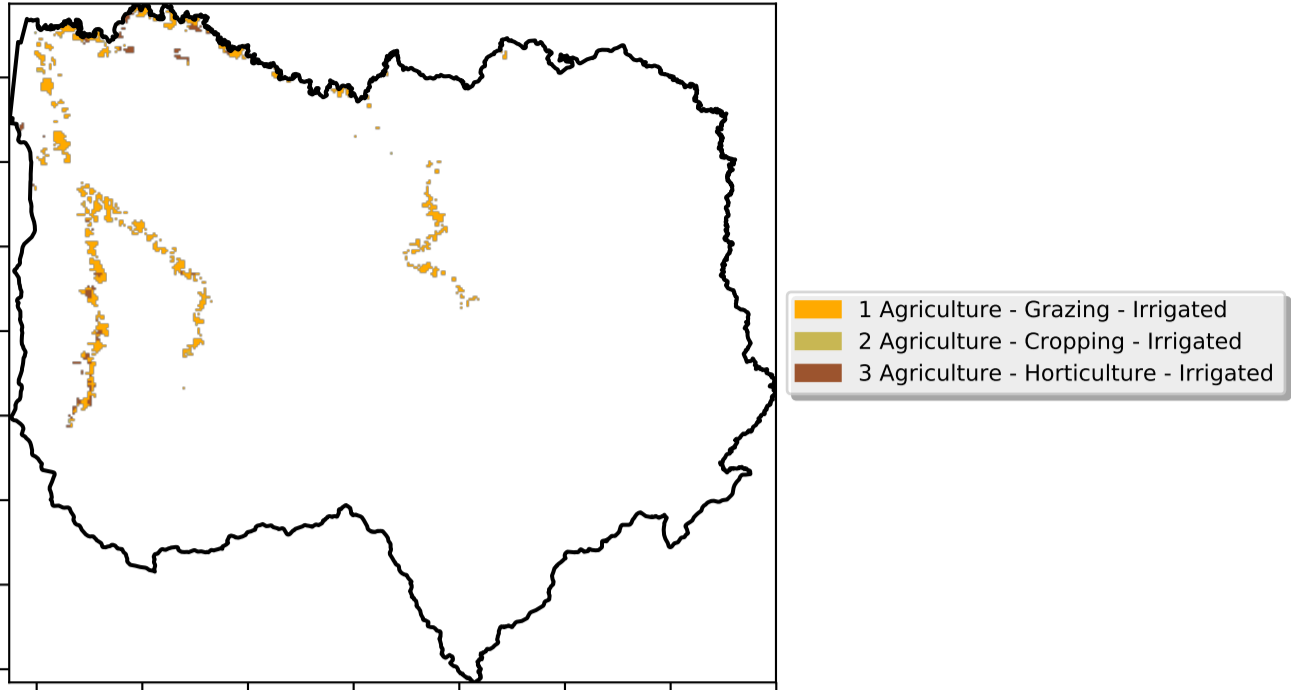 1 Agriculture - Grazing - Irrigated
2 Agriculture - Cropping - Irrigated
3 Agriculture - Horticulture - Irrigated